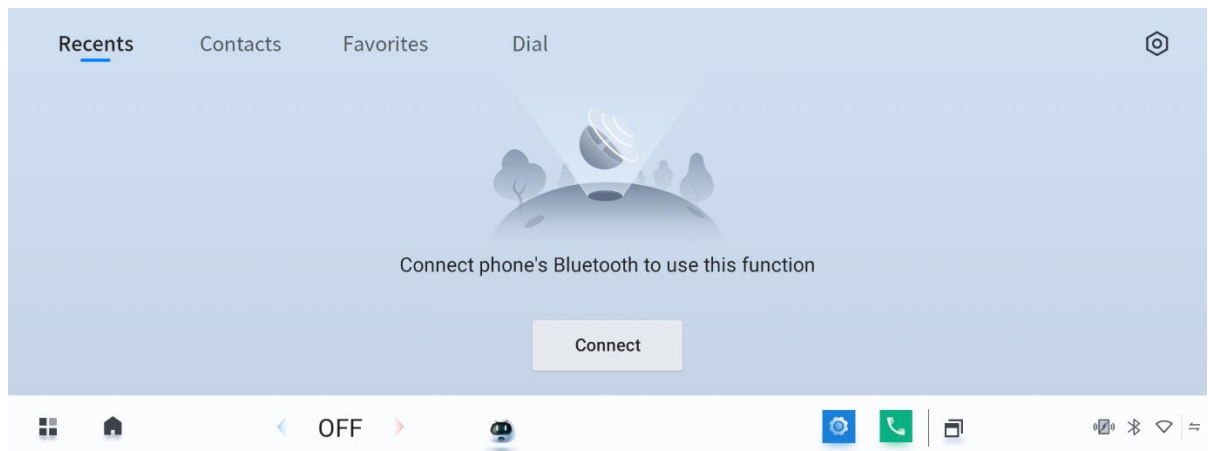 Recents Contacts Favorites Dial
Connect phone's Bluetooth to use this function
Connect
OFF